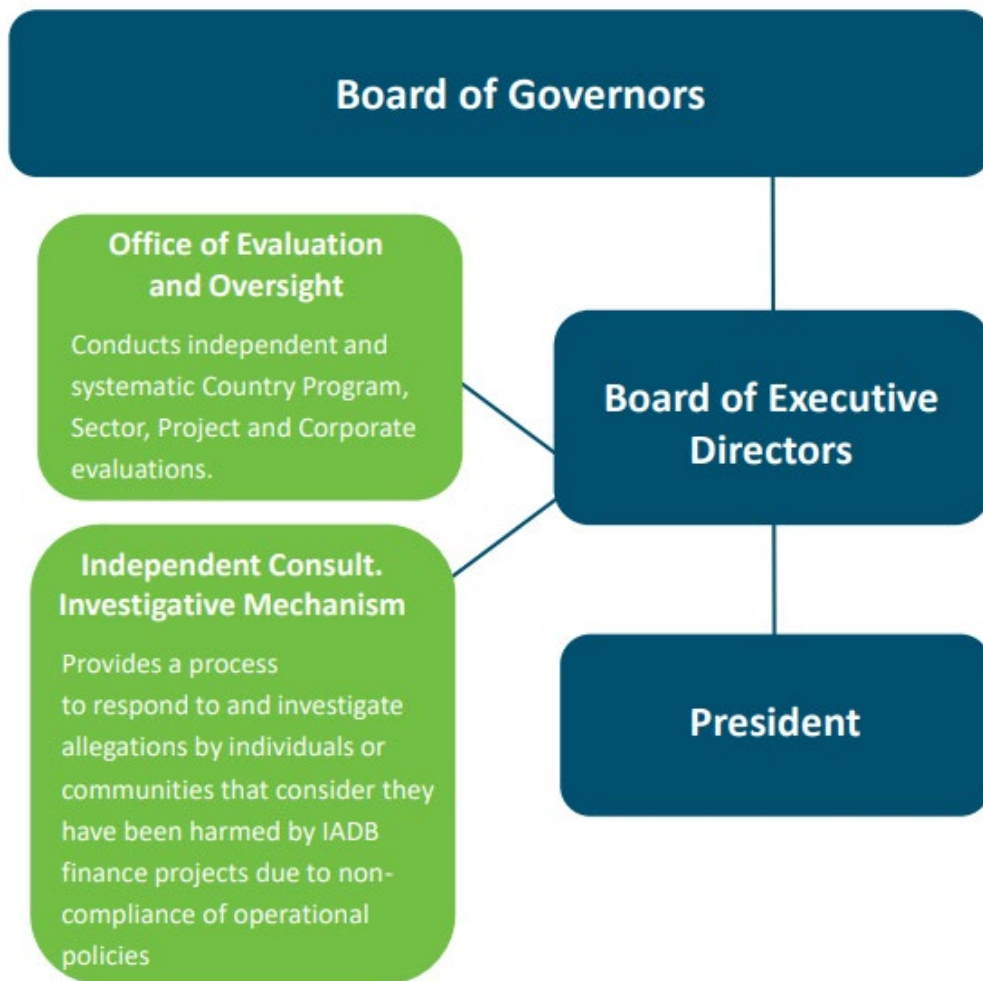 Board of Governors
Office of Evaluation
and Oversight
Conducts independent and
systematic Country Program,
Sector, Project and Corporate
evaluations.
Board of Executive
Directors
Independent Consult.
Investigative Mechanism
Provides a process
to respond to and investigate
allegations by individuals or
communities that consider they
have been harmed by IADB
finance projects due to non-
compliance of operational
policies
President